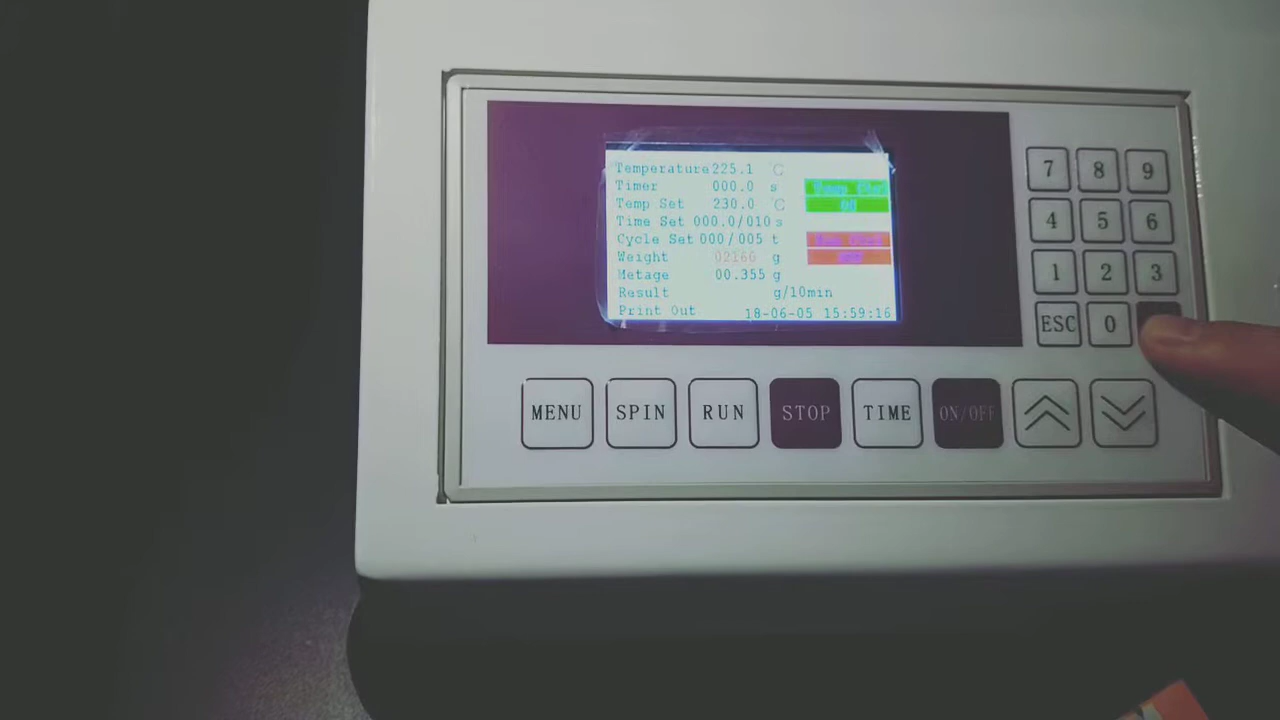 Temperature 225.1 ℃
Timer 000.0 s
Temp Set 230.0 ℃
Time Set 000.0/010 s
Cycle Set 000/005 t
Weight 02160 g
Metage 00.355 g
Result g/10min
Print Out 18-06-05 15:59:16
7 8 9
4 5 6
1 2 3
ESC 0
MENU SPIN RUN STOP TIME ON/OFF